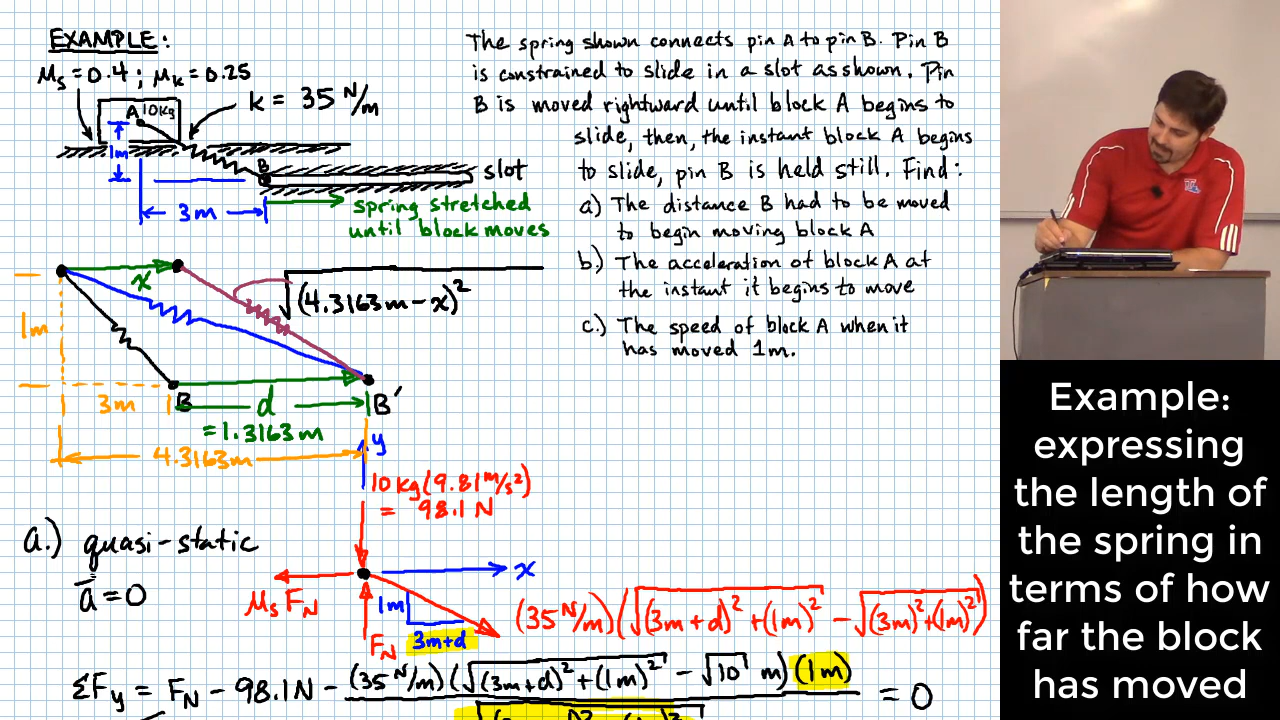 EXAMPLE:
μs = 0.4 ; μk = 0.25
A 10kg
k = 35 N/m
1m
B
slot
3m
spring stretched
until block moves
The spring shown connects pin A to pin B. Pin B
is constrained to slide in a slot as shown. Pin
B is moved rightward until block A begins to
slide, then, the instant block A begins
to slide, pin B is held still. Find:
a.) The distance B had to be moved
to begin moving block A
b.) The acceleration of block A at
the instant it begins to move
c.) The speed of block A when it
has moved 1m.
x
√(4.3163m - x)²
1m
3m
B
d
B'
= 1.3163m
4.3163m
y
10kg(9.81 m/s²)
= 98.1 N
a.) quasi-static
a = 0
x
μs FN
1m
FN
3m+d
(35 N/m)(√(3m+d)² + (1m)² - √(3m)² + (1m)²)
ΣFy = FN - 98.1N - (35 N/m)(√(3m+d)² + (1m)² - √10 m)(1m) = 0
Example:
expressing
the length of
the spring in
terms of how
far the block
has moved